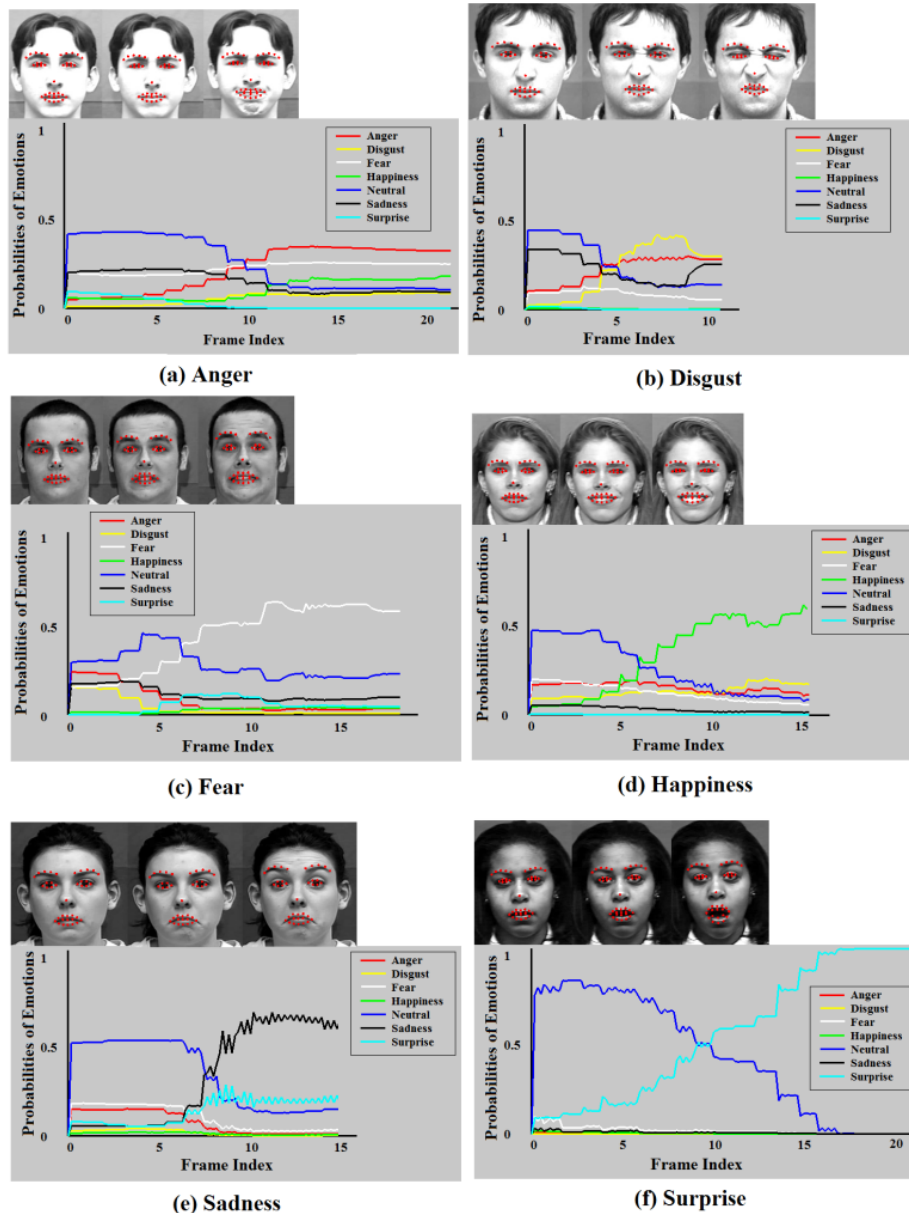 Probabilities of Emotions
1
0.5
0
Anger
Disgust
Fear
Happiness
Neutral
Sadness
Surprise
0 5 10 15 20
Frame Index
(a) Anger
Probabilities of Emotions
1
0.5
0
Anger
Disgust
Fear
Happiness
Neutral
Sadness
Surprise
0 5 10
Frame Index
(b) Disgust
Probabilities of Emotions
1
0.5
0
Anger
Disgust
Fear
Happiness
Neutral
Sadness
Surprise
0 5 10 15
Frame Index
(c) Fear
Probabilities of Emotions
1
0.5
0
Anger
Disgust
Fear
Happiness
Neutral
Sadness
Surprise
0 5 10 15
Frame Index
(d) Happiness
Probabilities of Emotions
1
0.5
0
Anger
Disgust
Fear
Happiness
Neutral
Sadness
Surprise
0 5 10 15
Frame Index
(e) Sadness
Probabilities of Emotions
1
0.5
0
Anger
Disgust
Fear
Happiness
Neutral
Sadness
Surprise
0 5 10 15 20
Frame Index
(f) Surprise